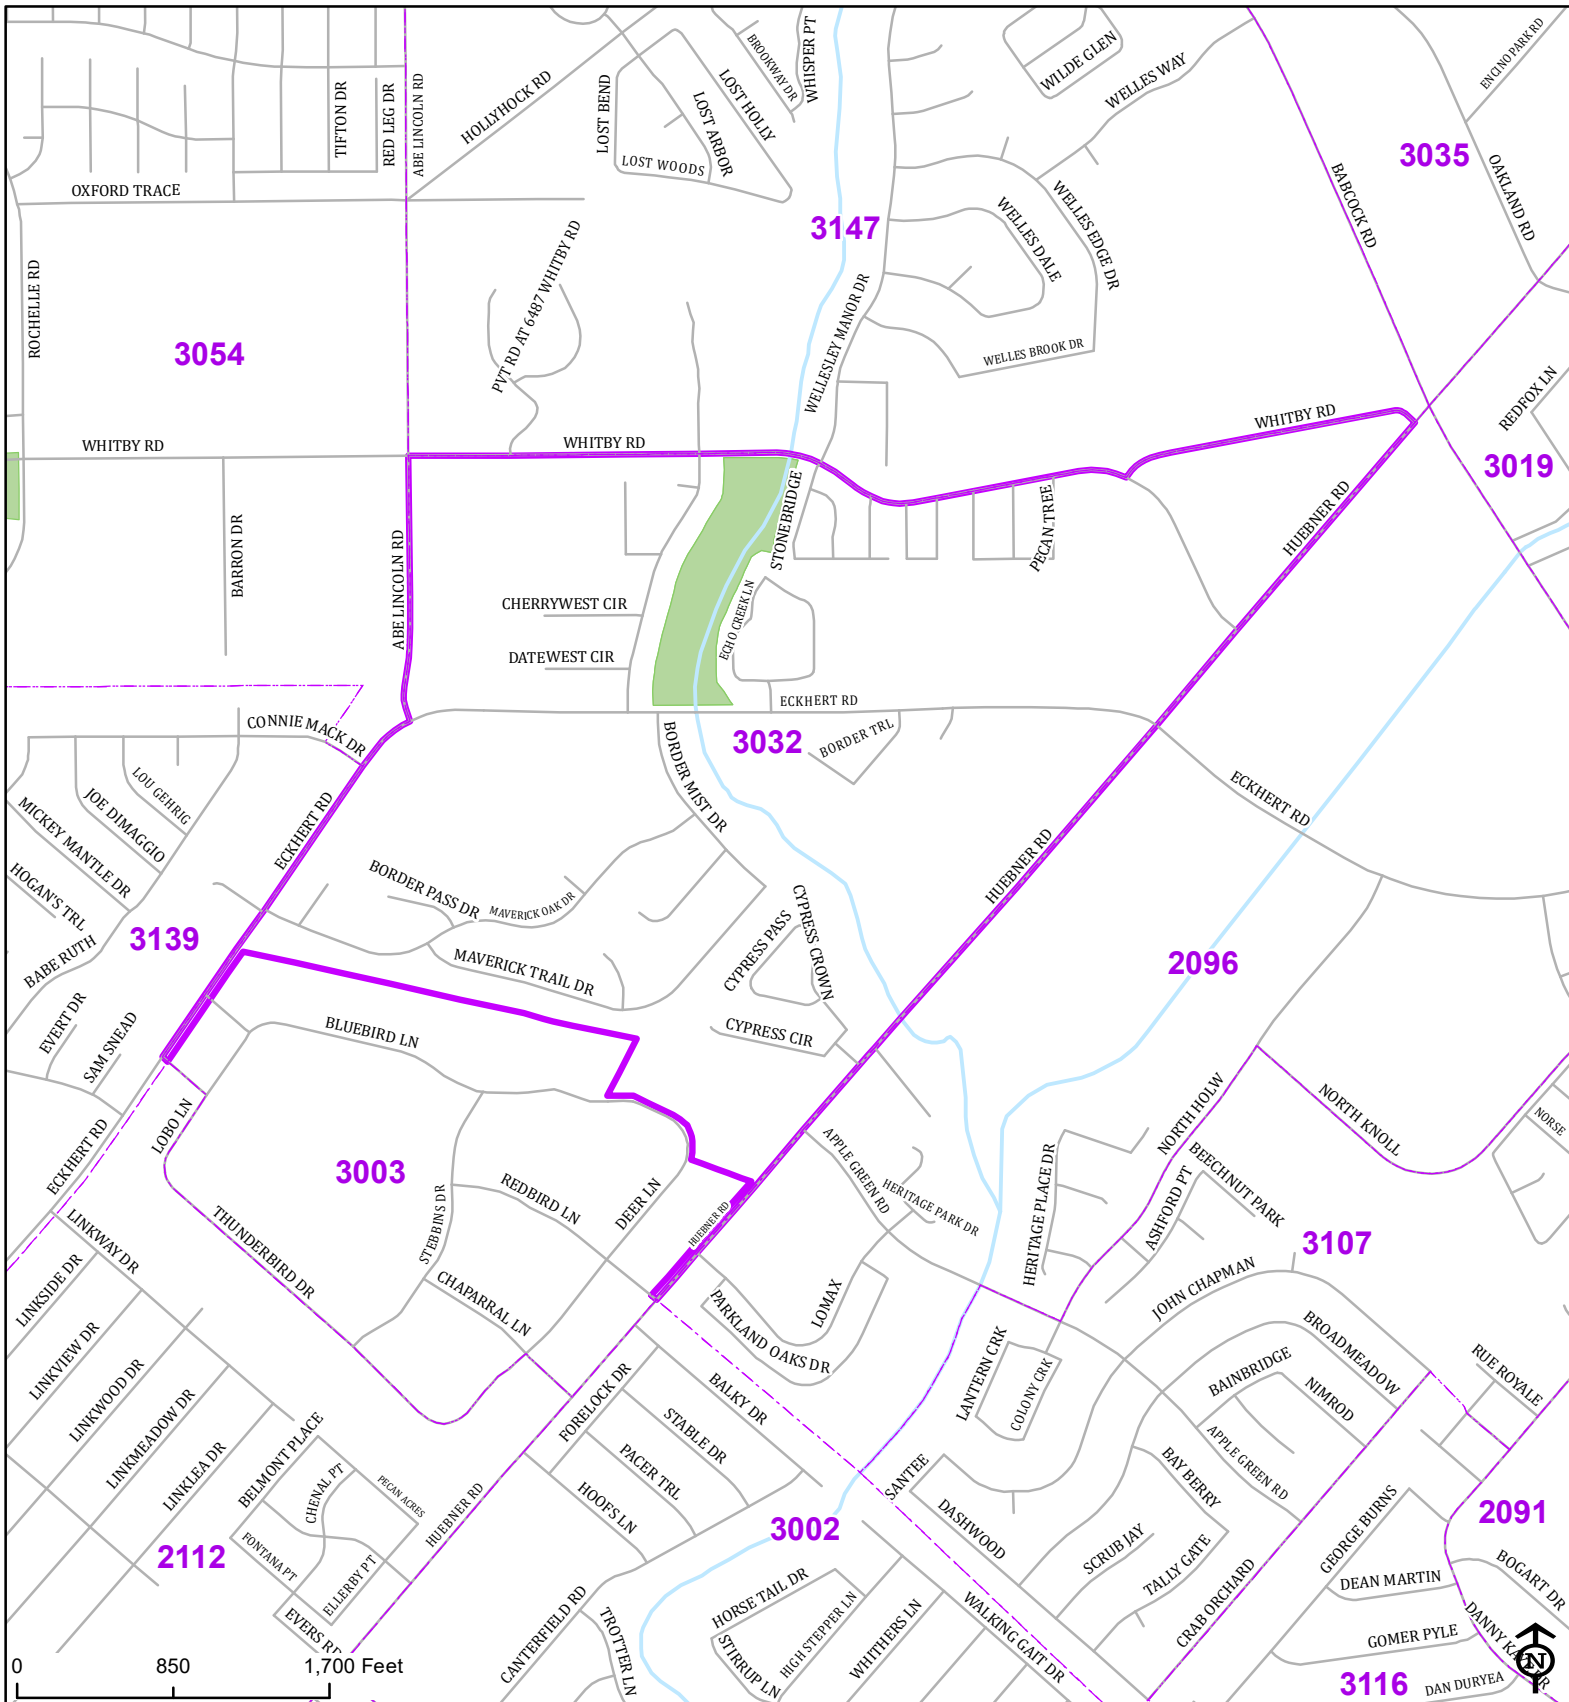 WHISPER PT
BROOKWAY DR
WILDE GLEN
ENCINO PARK RD
WELLES WAY
TIFTON DR
RED LEG DR
ABE LINCOLN RD
HOLLYHOCK RD
LOST BEND
LOST HOLLY
LOST ARBOR
LOST WOODS
3035
BABCOCK RD
OAKLAND RD
OXFORD TRACE
3147
WELLES DALE
WELLES EDGE DR
ROCHELLE RD
PVT RD AT 6487 WHITBY RD
WELLESLEY MANOR DR
3054
WELLES BROOK DR
REDFOX LN
WHITBY RD
WHITBY RD
WHITBY RD
3019
HUEBNER RD
STONEBRIDGE
PECAN TREE
BARRON DR
ABE LINCOLN RD
CHERRYWEST CIR
ECHO CREEK LN
DATEWEST CIR
ECKHERT RD
CONNIE MACK DR
3032
BORDER TRL
BORDER MIST DR
LOU GEHRIG
JOE DIMAGGIO
MICKEY MANTLE DR
ECKHERT RD
ECKHERT RD
HUEBNER RD
HOGAN'S TRL
BORDER PASS DR
MAVERICK OAK DR
CYPRESS PASS
CYPRESS CROWN
3139
BABE RUTH
MAVERICK TRAIL DR
2096
EVERT DR
SAM SNEAD
BLUEBIRD LN
CYPRESS CIR
LOBO LN
ECKHERT RD
NORTH HOLW
NORTH KNOLL
NORSE
3003
APPLE GREEN RD
HERITAGE PARK DR
HERITAGE PLACE DR
BEECHNUT PARK
ASHFORD PT
REDBIRD LN
DEER LN
STEBBINS DR
HUEBNER RD
3107
LINKWAY DR
THUNDERBIRD DR
LINKSIDE DR
CHAPARRAL LN
PARKLAND OAKS DR
LOMAX
JOHN CHAPMAN
BROADMEADOW
LINKVIEW DR
LINKWOOD DR
LINKMEADOW DR
LINKLEA DR
FORELOCK DR
BALKY DR
LANTERN CRK
COLONY CRK
BAINBRIDGE
NIMROD
RUE ROYALE
BELMONT PLACE
CHENAL PT
PECAN ACRES
STABLE DR
PACER TRL
HOOFS LN
HUEBNER RD
SANTEE
DASHWOOD
BAY BERRY
APPLE GREEN RD
GEORGE BURNS
2091
3002
2112
FONTANA PT
ELLERBY PT
EVERS RD
SCRUB JAY
TALLY GATE
DEAN MARTIN
BOGART DR
CANTERFIELD RD
TROTTER LN
HORSE TAIL DR
STIRRUP LN
HIGH STEPPER LN
WHITHERS LN
WALKING GAIT DR
CRAB ORCHARD
GOMER PYLE
DANNY KAYE DR
DAN DURYEA
3116
N
0 850 1,700 Feet